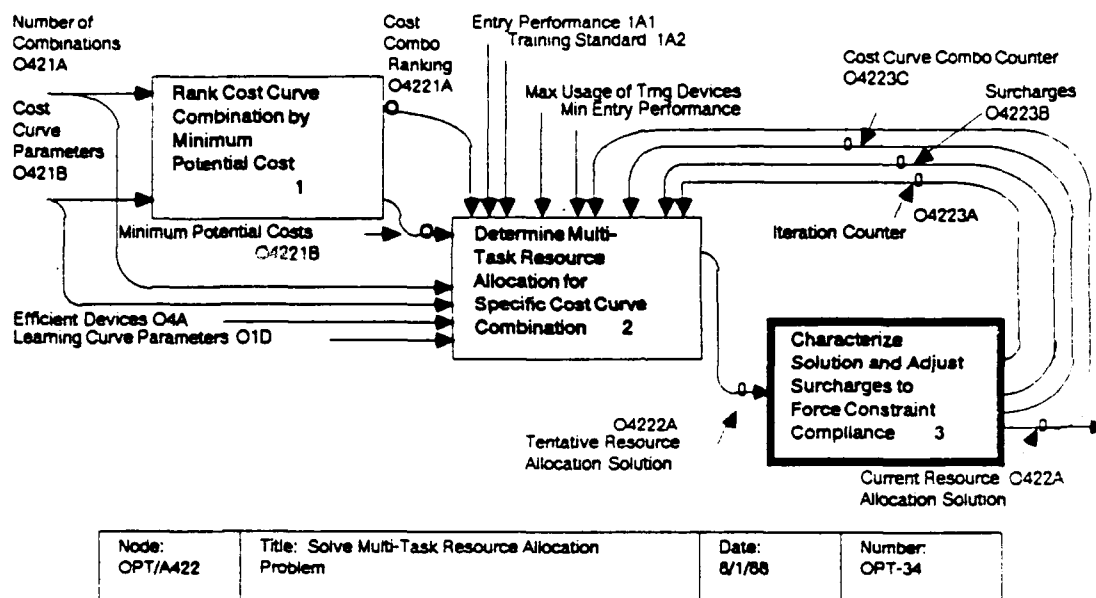 Number of
Combinations
O421A
Cost
Curve
Parameters
O421B
Rank Cost Curve
Combination by
Minimum
Potential Cost
1
Cost
Combo
Ranking
O4221A
Entry Performance 1A1
Training Standard 1A2
Max Usage of Trng Devices
Min Entry Performance
Cost Curve Combo Counter
O4223C
Surcharges
O4223B
O4223A
Iteration Counter
Minimum Potential Costs
O4221B
Determine Multi-
Task Resource
Allocation for
Specific Cost Curve
Combination 2
Efficient Devices O4A
Learning Curve Parameters O1D
Characterize
Solution and Adjust
Surcharges to
Force Constraint
Compliance 3
O4222A
Tentative Resource
Allocation Solution
Current Resource O422A
Allocation Solution
Node:
OPT/A422
Title: Solve Multi-Task Resource Allocation
Problem
Date:
8/1/88
Number:
OPT-34